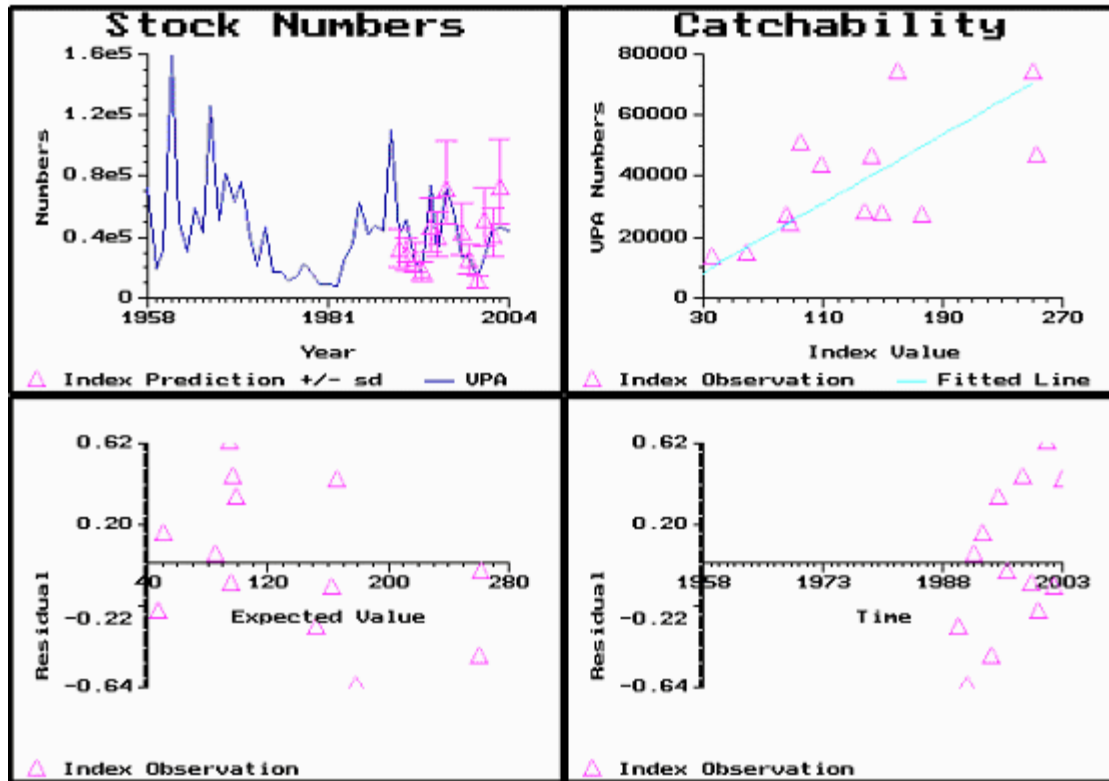 Stock Numbers
1.6e5
1.2e5
0.8e5
0.4e5
0
Numbers
1958 1981 2004
Year
Index Prediction +/- sd VPA
Catchability
80000
60000
40000
20000
0
VPA Numbers
30 110 190 270
Index Value
Index Observation Fitted Line
0.62
0.20
-0.22
-0.64
Residual
40 120 200 280
Expected Value
Index Observation
0.62
0.20
-0.22
-0.64
Residual
1958 1973 1988 2003
Time
Index Observation